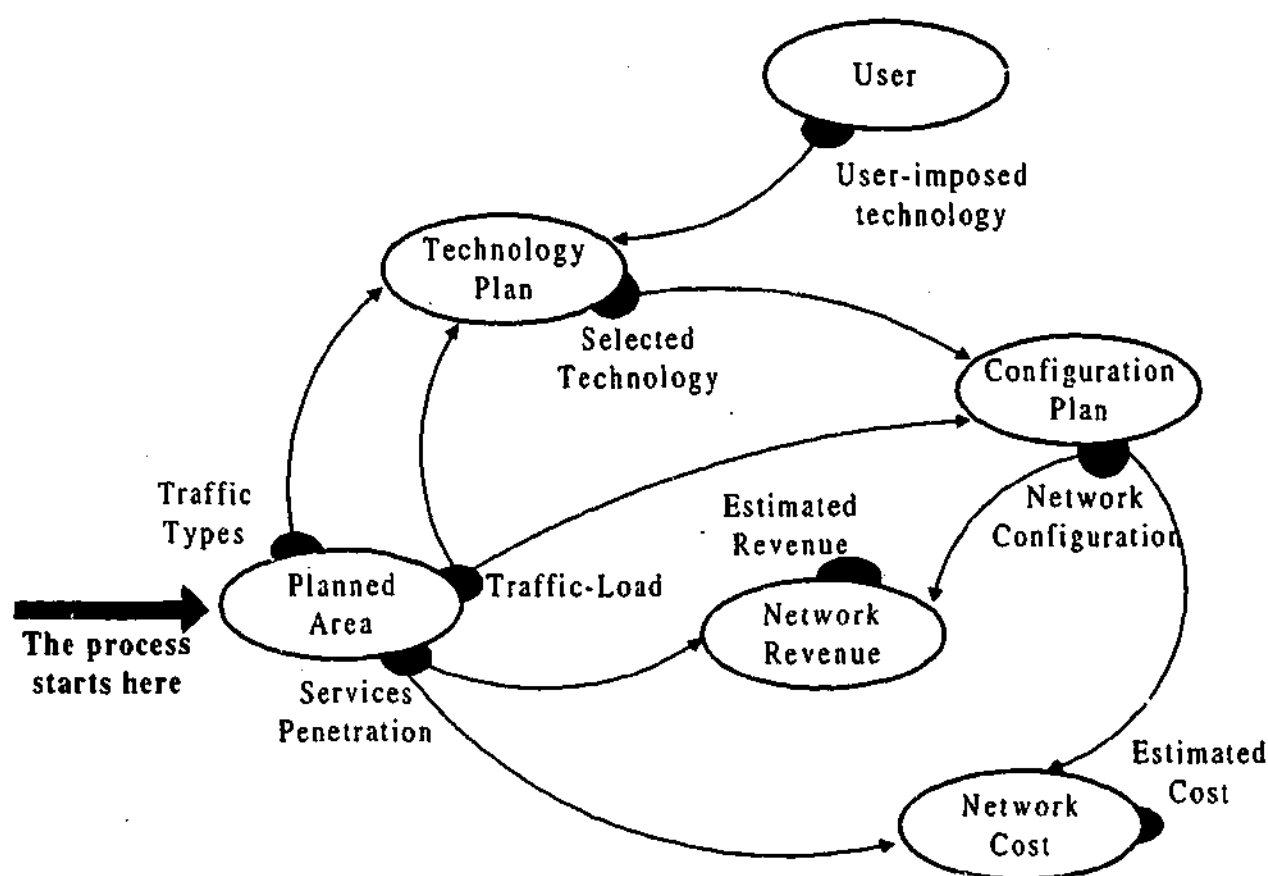 User
User-imposed
technology
Technology
Plan
Selected
Technology
Configuration
Plan
Network
Configuration
Traffic
Types
Estimated
Revenue
Planned
Area
Traffic-Load
The process
starts here
Network
Revenue
Services
Penetration
Estimated
Cost
Network
Cost